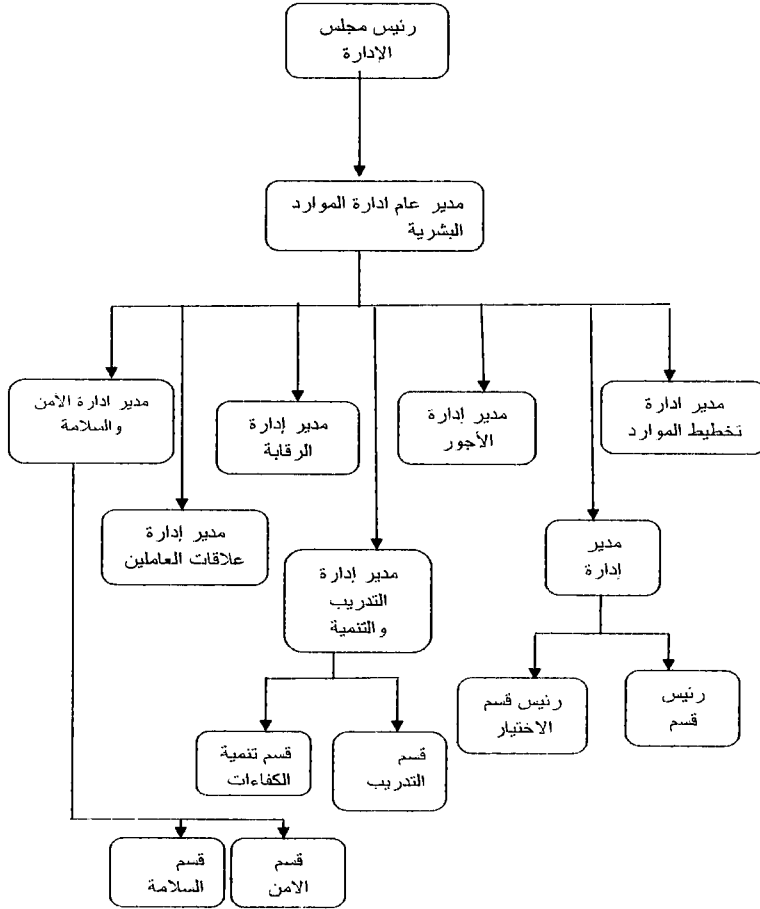 رئيس مجلس
الإدارة
مدير عام ادارة الموارد
البشرية
مدير ادارة
تخطيط الموارد
مدير إدارة
الأجور
مدير إدارة
الرقابة
مدير ادارة الأمن
والسلامة
مدير
إدارة
مدير إدارة
التدريب
والتنمية
مدير إدارة
علاقات العاملين
رئيس
قسم
رئيس قسم
الاختيار
قسم
التدريب
قسم تنمية
الكفاءات
قسم
الامن
قسم
السلامة